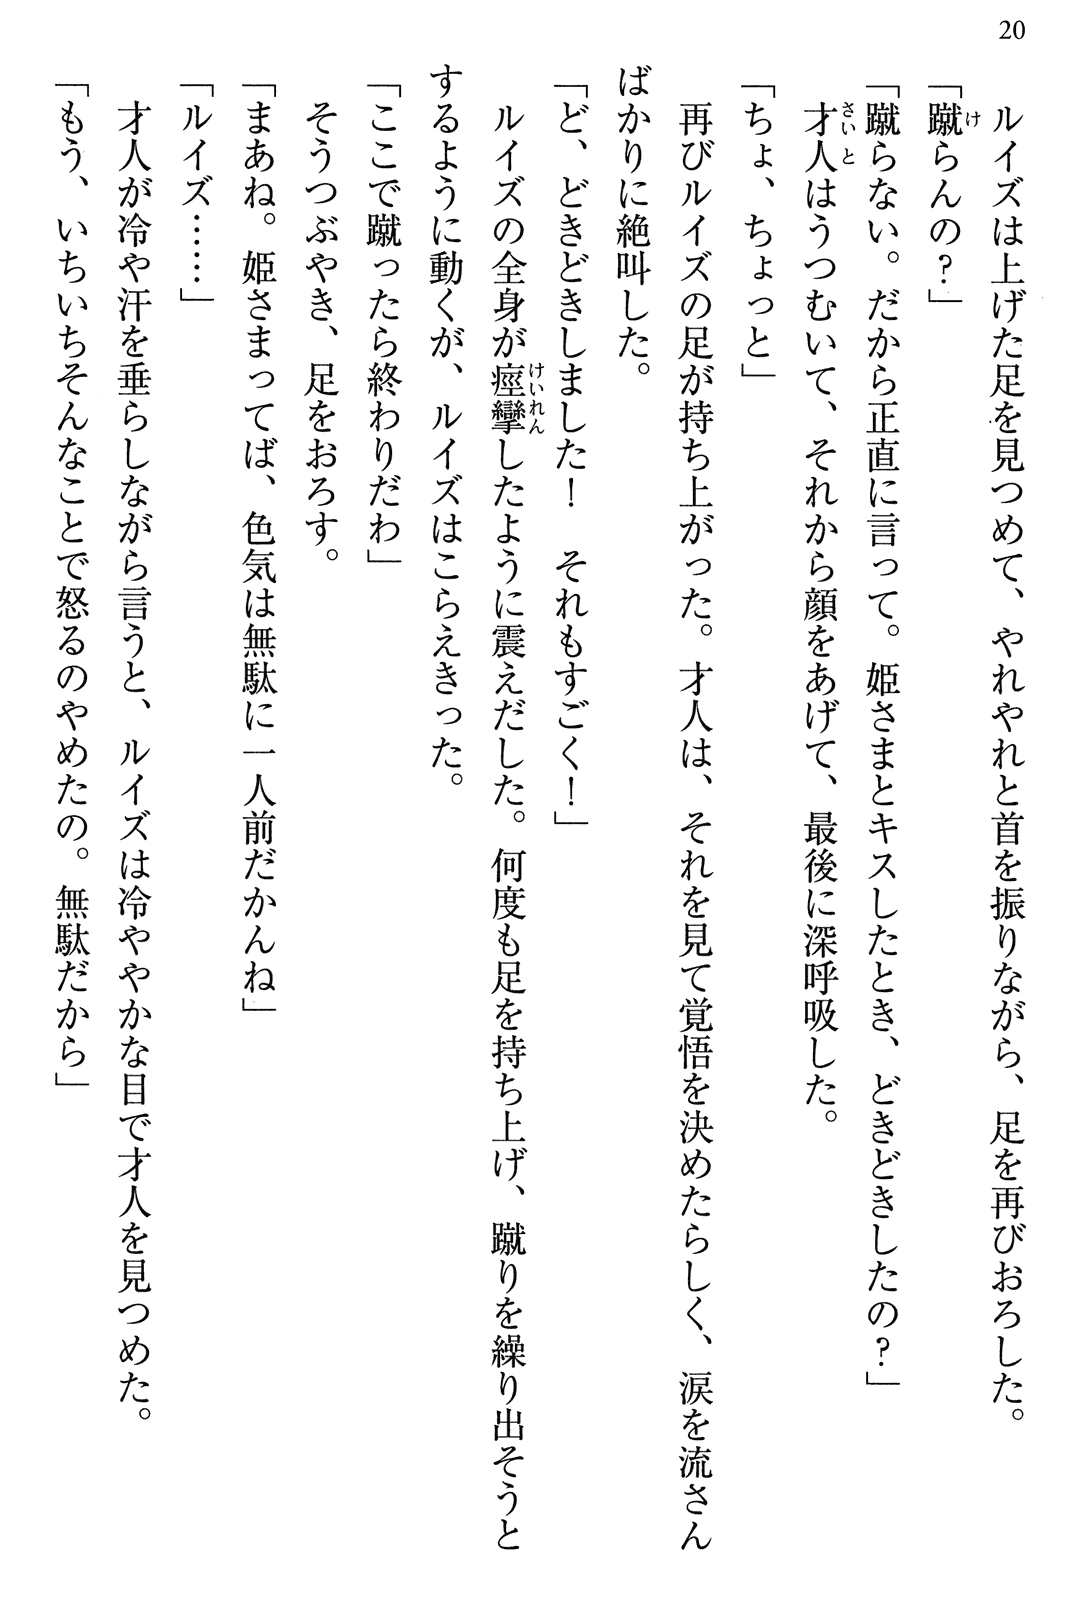 20
ルイズは上げた足を見つめて、やれやれと首を振りながら、足を再びおろした。
「蹴らんの？」
「蹴らない。だから正直に言って。姫さまとキスしたとき、どきどきしたの？」
才人はうつむいて、それから顔をあげて、最後に深呼吸した。
「ちょ、ちょっと」
再びルイズの足が持ち上がった。才人は、それを見て覚悟を決めたらしく、涙を流さん
ばかりに絶叫した。
「ど、どきどきしました！　それもすごく！」
ルイズの全身が痙攣したように震えだした。何度も足を持ち上げ、蹴りを繰り出そうと
するように動くが、ルイズはこらえきった。
「ここで蹴ったら終わりだわ」
そうつぶやき、足をおろす。
「まあね。姫さまってば、色気は無駄に一人前だかんね」
「ルイズ……」
才人が冷や汗を垂らしながら言うと、ルイズは冷ややかな目で才人を見つめた。
「もう、いちいちそんなことで怒るのやめたの。無駄だから」